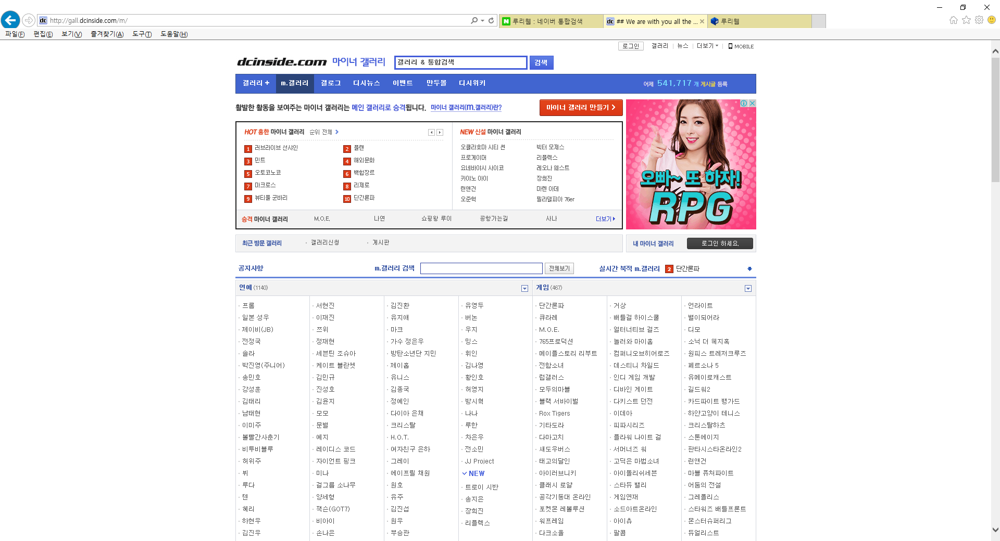 http://gall.dcinside.com/m/
루리웹 : 네이버 통합검색
## We are with you all the ...
루리웹
파일(F) 편집(E) 보기(V) 즐겨찾기(A) 도구(T) 도움말(H)
로그인 갤러리 뉴스 더보기 MOBILE
dcinside.com 마이너 갤러리 갤러리 & 통합검색 검색
갤러리 + m.갤러리 갤로그 디시뉴스 이벤트 만두몰 디시위키 어제 541,717 개 게시글 등록
활발한 활동을 보여주는 마이너 갤러리는 메인 갤러리로 승격됩니다. 마이너 갤러리(m.갤러리)란? 마이너 갤러리 만들기
HOT 흥한 마이너 갤러리 순위 전체
1 러브라이브 선샤인 2 플랜
3 민트 4 해외문화
5 오토코노코 6 백합장르
7 마크로스 8 리제로
9 뷰티풀 군바리 10 단간론파
NEW 신설 마이너 갤러리
오클라호마 시티 썬 빅터 모제스
프로게이머 리플렉스
요네바야시 사이코 레오나 웨스트
카야노 아이 장희진
런앤건 마렌 아데
오준혁 필라델피아 76er
승격 마이너 갤러리 M.O.E. 나연 쇼핑왕 루이 공항가는길 사나 더보기
오빠~ 또 하자!
RPG
최근 방문 갤러리 · 갤러리신청 · 게시판 내 마이너 갤러리 로그인 하세요.
공지사항 m.갤러리 검색 전체보기 실시간 북적 m.갤러리 2 단간론파
연예 (1140) 게임 (467)
· 프롬 · 서현진 · 김진환 · 유영두 · 단간론파 · 거상 · 언라이트
· 일본 성우 · 이재진 · 유지애 · 버논 · 큐라레 · 배틀걸 하이스쿨 · 별이되어라
· 제이비(JB) · 쯔위 · 마크 · 우지 · M.O.E. · 얼터너티브 걸즈 · 디모
· 전정국 · 정재현 · 가수 정은우 · 밍스 · 765프로덕션 · 놀러와 마이홈 · 소닉 더 헤지혹
· 솔라 · 세븐틴 조슈아 · 방탄소년단 지민 · 휘인 · 메이플스토리 리부트 · 컴퍼니오브히어로즈 · 원피스 트레저크루즈
· 박진영(주니어) · 케이트 블란쳇 · 제이홉 · 김나영 · 전함소녀 · 데스티니 차일드 · 페르소나 5
· 송민호 · 김민규 · 유니스 · 황인호 · 럽갤러스 · 인디 게임 개발 · 유메이로캐스트
· 강성훈 · 진성호 · 김종국 · 허영지 · 모두의마블 · 디바인 게이트 · 길드워2
· 김태리 · 김윤지 · 정예인 · 방시혁 · 블랙 서바이벌 · 다키스트 던전 · 카드파이트 뱅가드
· 남태현 · 모모 · 다이아 은채 · 나나 · Rox Tigers · 이데아 · 하얀고양이 테니스
· 이미주 · 문별 · 크리스탈 · 루한 · 기타도라 · 피파시리즈 · 크리스탈하츠
· 볼빨간사춘기 · 예지 · H.O.T. · 차은우 · 다마고치 · 플라워 나이트 걸 · 스톤에이지
· 비투비블루 · 레이디스 코드 · 여자친구 은하 · 전소민 · 섀도우버스 · 서머너즈 워 · 판타시스타온라인2
· 허위주 · 자이언트 핑크 · 그레이 · JJ Project · 태고의달인 · 고덕은 마법소녀 · 런앤건
· 뷔 · 미나 · 에이프릴 채원 NEW · 아이러브니키 · 아이돌리쉬세븐 · 마블 퓨처파이트
· 루다 · 걸그룹 소나무 · 원호 · 트로이 시반 · 클래시 로얄 · 스타듀 밸리 · 어둠의 전설
· 텐 · 양세형 · 유주 · 송지은 · 공각기동대 온라인 · 게임연재 · 그레폴리스
· 혜리 · 잭슨(GOT7) · 김진섭 · 장희진 · 포켓몬 레볼루션 · 소드아트온라인 · 스타워즈 배틀프론트
· 하현우 · 비아이 · 원우 · 리플렉스 · 워프레임 · 아이츄 · 몬스터슈퍼리그
· 김진우 · 손나은 · 부승관 · 다크소울 · 팔콤 · 듀얼리스트